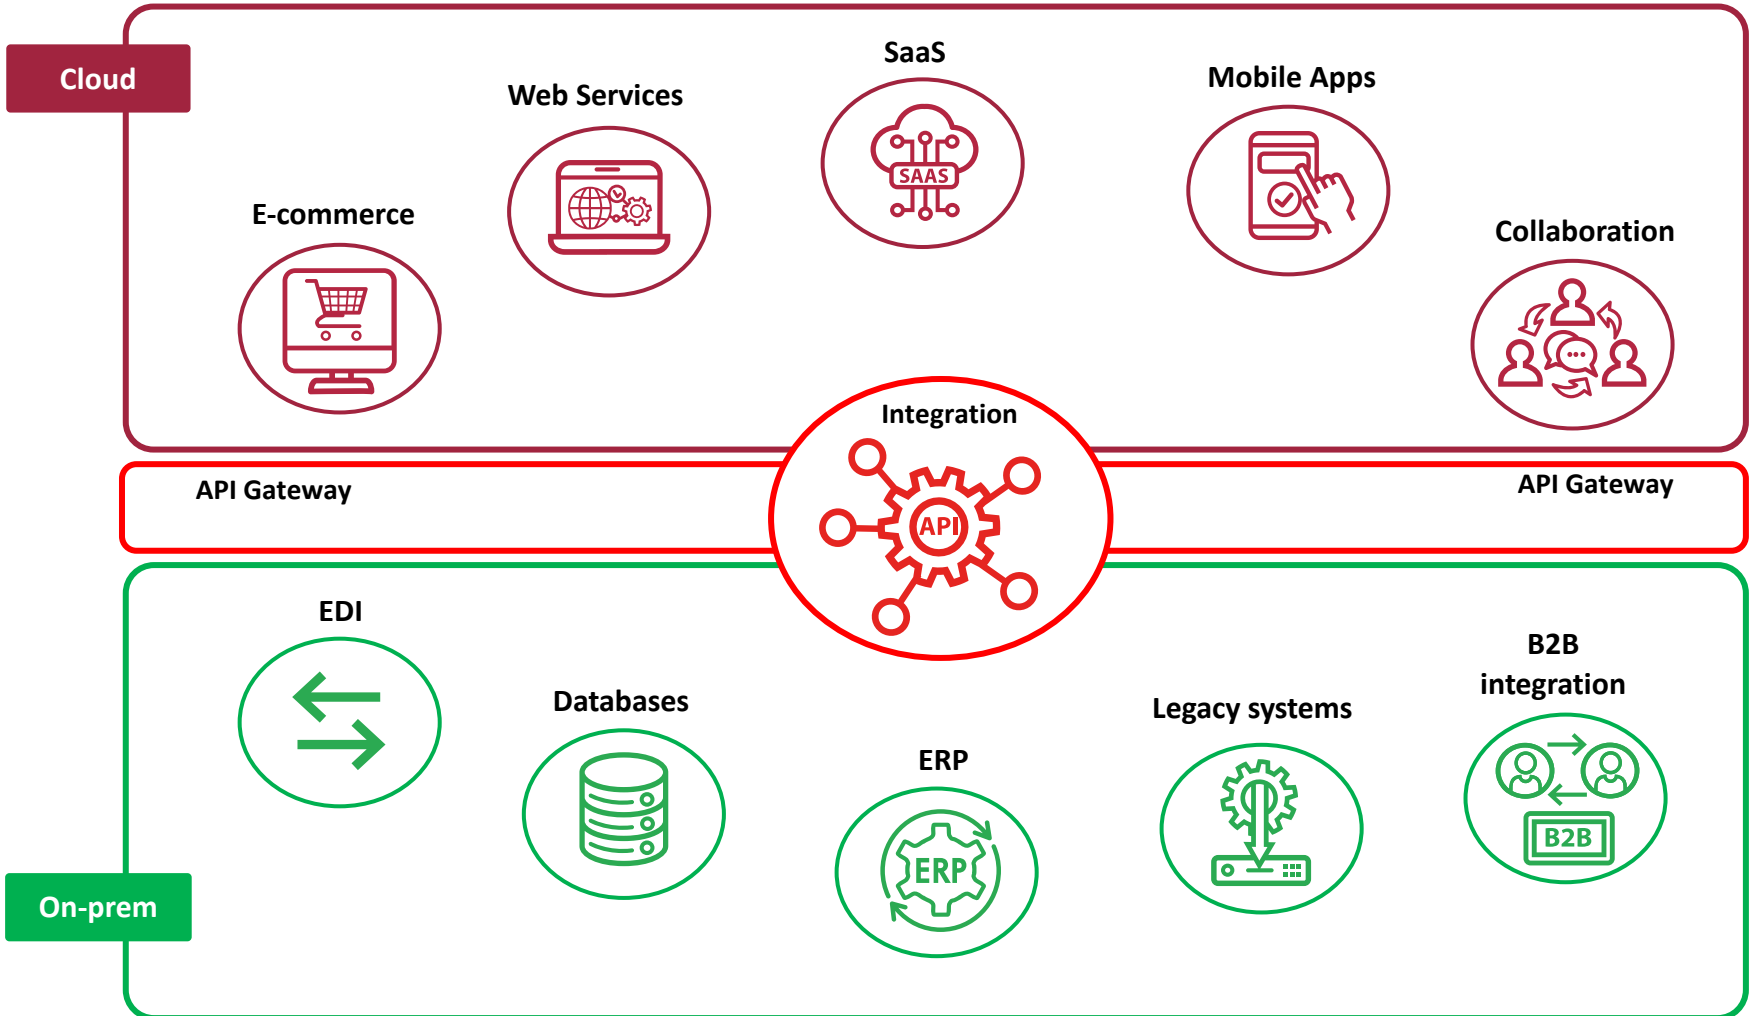 Cloud
SaaS
Mobile Apps
Web Services
SAAS
E-commerce
Collaboration
Integration
API Gateway
API
API Gateway
EDI
B2B
integration
Databases
Legacy systems
ERP
ERP
B2B
On-prem